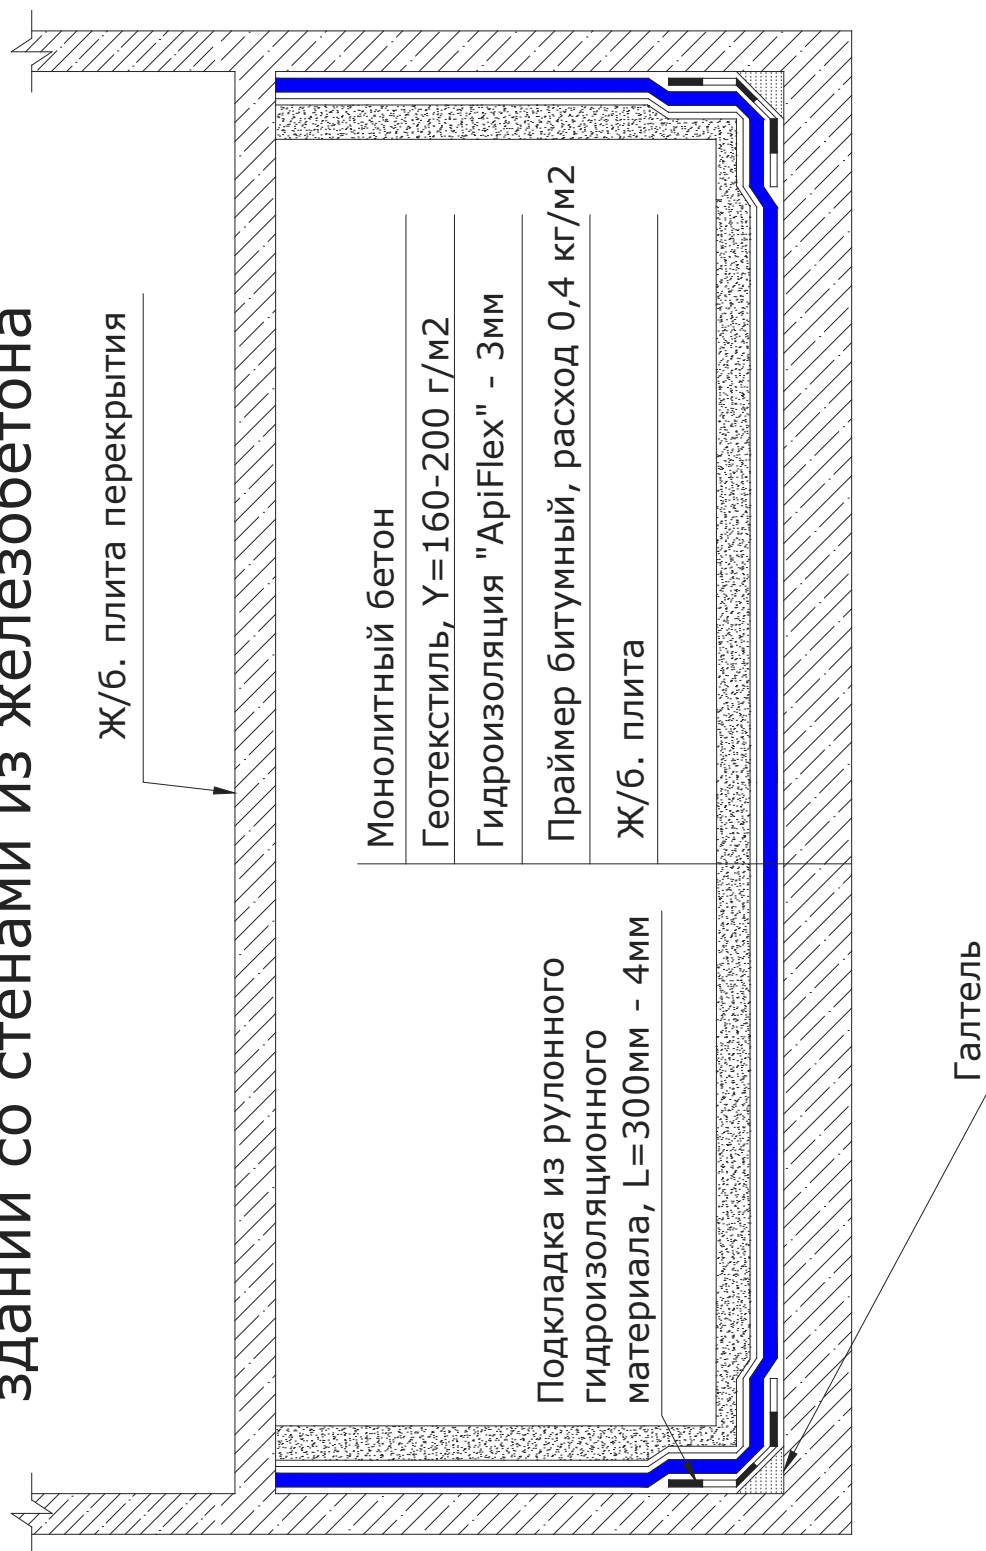 зданий со стенами из железобетона
Ж/б. плита перекрытия
Монолитный бетон
Геотекстиль, Y=160-200 г/м2
Гидроизоляция "ApiFlex" - 3мм
Праймер битумный, расход 0,4 кг/м2
Ж/б. плита
Подкладка из рулонного
гидроизоляционного
материала, L=300мм - 4мм
Галтель